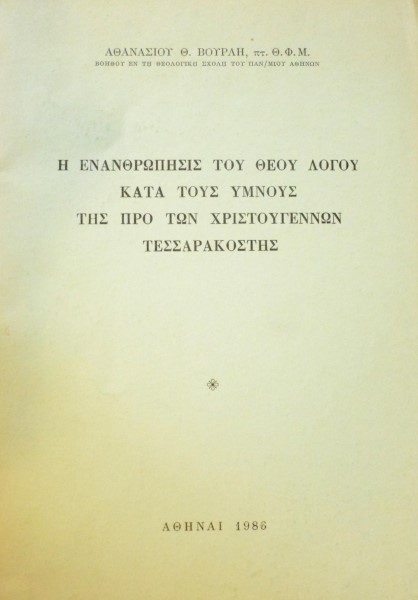 ΑΘΑΝΑΣΙΟΥ Θ. ΒΟΥΡΛΗ, πτ. Θ.Φ.Μ.
ΒΟΗΘΟΥ ΕΝ ΤΗ ΘΕΟΛΟΓΙΚΗ ΣΧΟΛΗ ΤΟΥ ΠΑΝ/ΜΙΟΥ ΑΘΗΝΩΝ
Η ΕΝΑΝΘΡΩΠΗΣΙΣ ΤΟΥ ΘΕΟΥ ΛΟΓΟΥ
ΚΑΤΑ ΤΟΥΣ ΥΜΝΟΥΣ
ΤΗΣ ΠΡΟ ΤΩΝ ΧΡΙΣΤΟΥΓΕΝΝΩΝ
ΤΕΣΣΑΡΑΚΟΣΤΗΣ
ΑΘΗΝΑΙ 1986